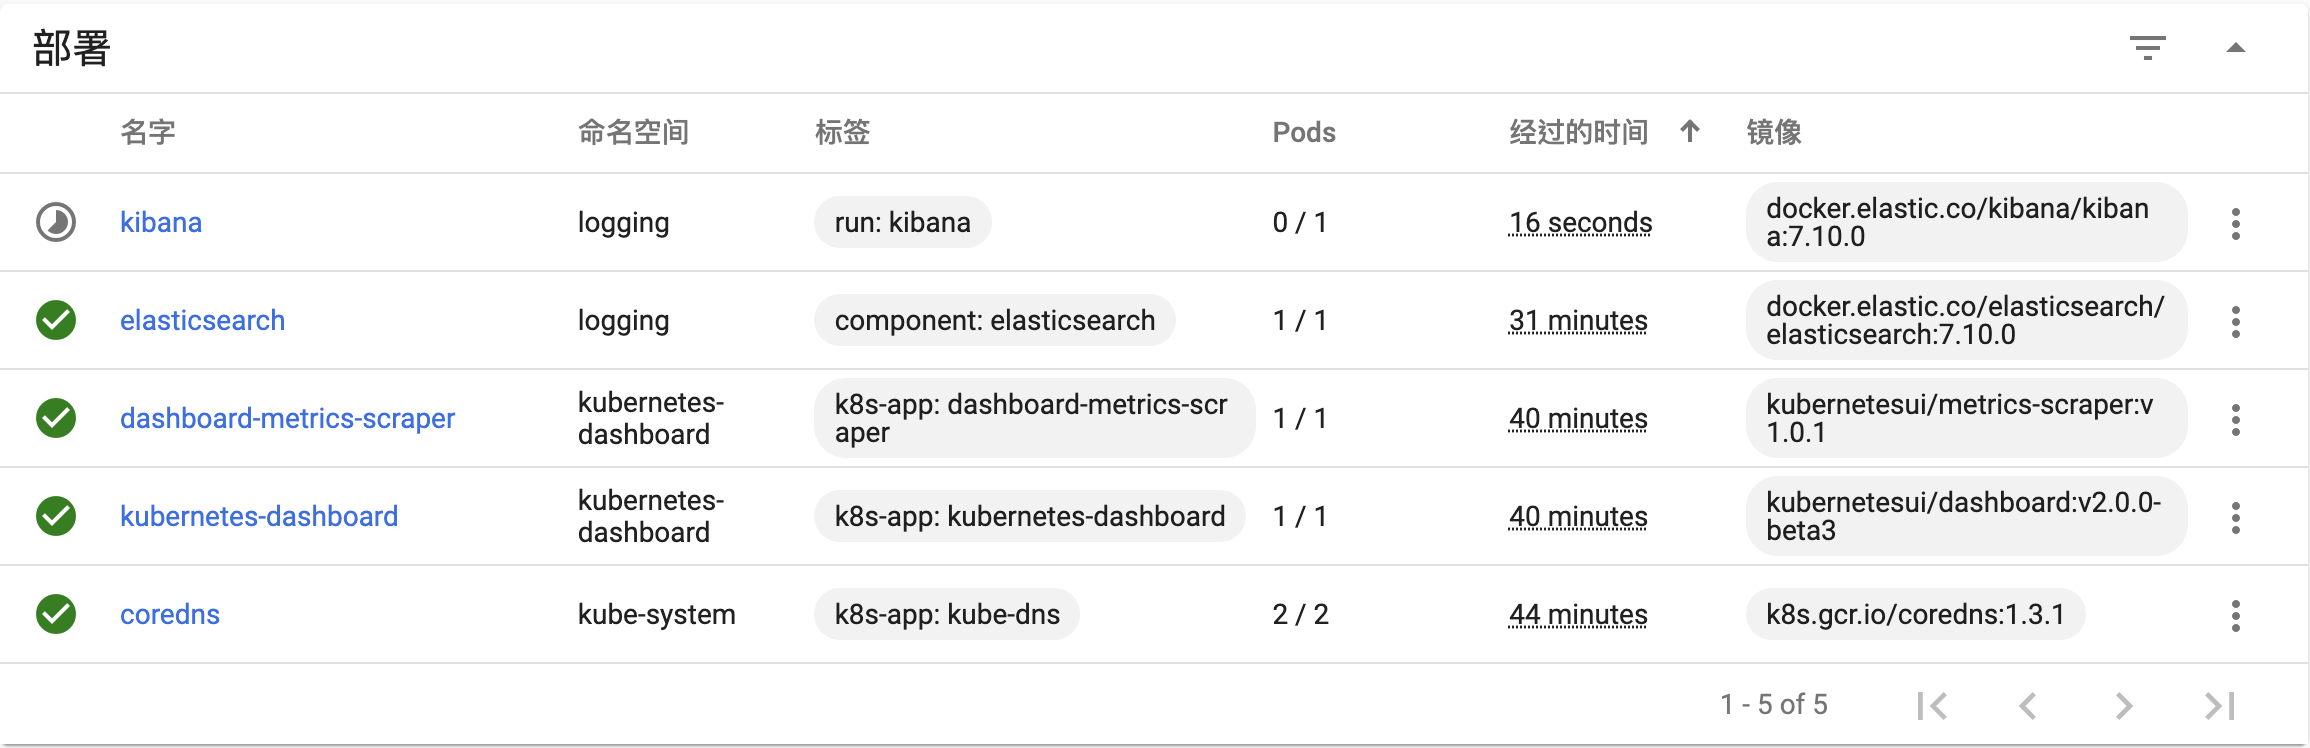 部署
名字 命名空间 标签 Pods 经过的时间 镜像
kibana logging run: kibana 0 / 1 16 seconds docker.elastic.co/kibana/kiban
a:7.10.0
elasticsearch logging component: elasticsearch 1 / 1 31 minutes docker.elastic.co/elasticsearch/
elasticsearch:7.10.0
dashboard-metrics-scraper kubernetes-
dashboard k8s-app: dashboard-metrics-scr
aper 1 / 1 40 minutes kubernetesui/metrics-scraper:v
1.0.1
kubernetes-dashboard kubernetes-
dashboard k8s-app: kubernetes-dashboard 1 / 1 40 minutes kubernetesui/dashboard:v2.0.0-
beta3
coredns kube-system k8s-app: kube-dns 2 / 2 44 minutes k8s.gcr.io/coredns:1.3.1
1 - 5 of 5